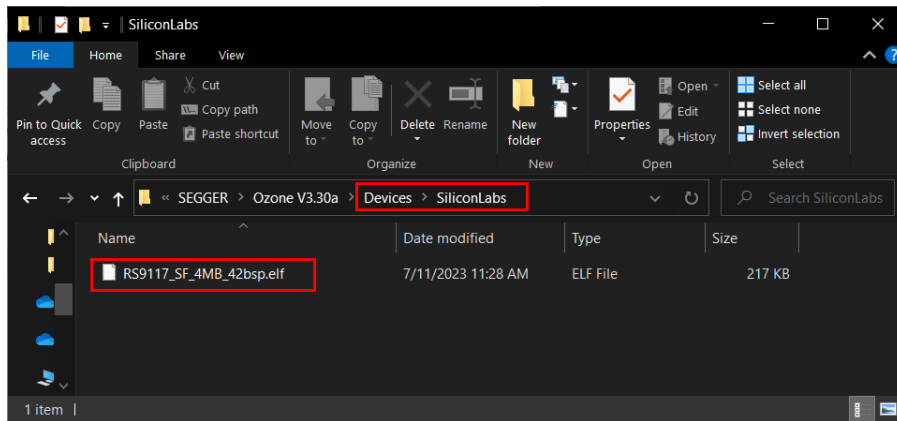 SiliconLabs
File Home Share View
Pin to Quick access
Copy
Paste
Cut
Copy path
Paste shortcut
Move to
Copy to
Delete
Rename
New folder
Properties
Open
Edit
History
Select all
Select none
Invert selection
Clipboard Organize New Open Select
« SEGGER > Ozone V3.30a > Devices > SiliconLabs
Search SiliconLabs
Name Date modified Type Size
RS9117_SF_4MB_42bsp.elf 7/11/2023 11:28 AM ELF File 217 KB
1 item